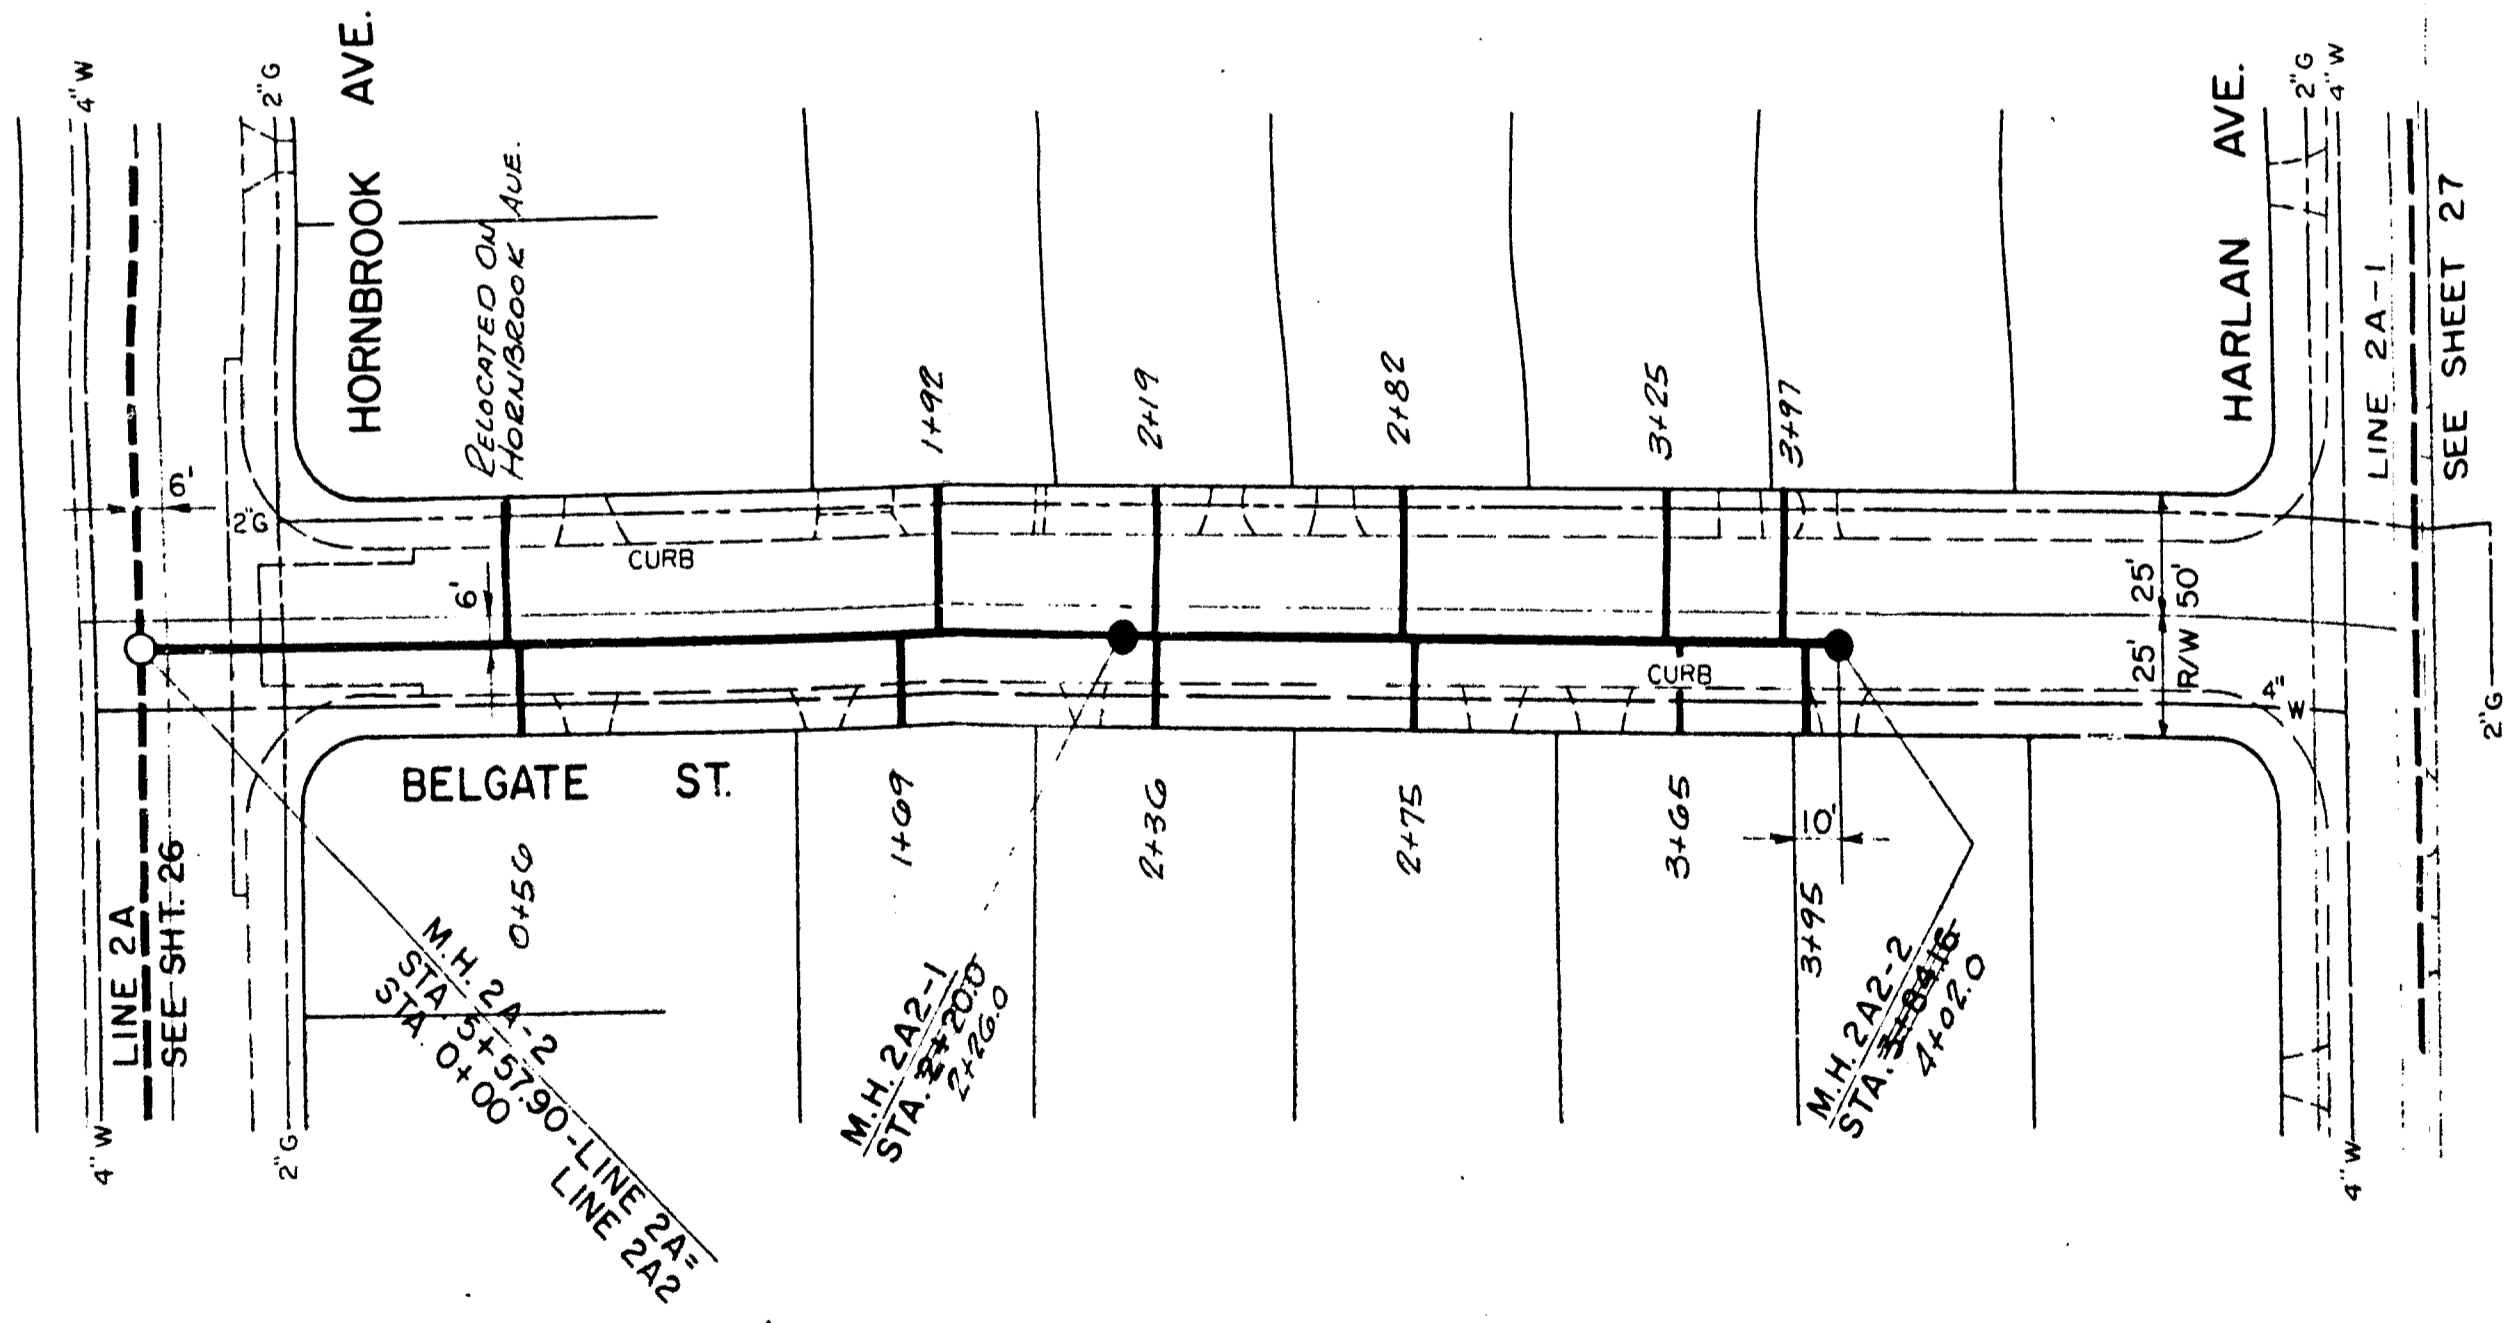 4"W
2"G
HORNBROOK AVE.
RELOCATED ON
HORNBROOK AVE.
6'
2"G
6'
CURB
1+92
2+19
2+82
3+25
3+97
HARLAN AVE.
2"G
4"W
LINE 2A-1
SEE SHEET 27
25'
25'
R/W 50'
CURB
4"
W
2"G
BELGATE ST.
LINE 2A
SEE SHT. 26
4"W
2"G
0+56
1+69
2+36
2+75
3+65
3+95
10'
M.H. 2A-2
STA. 5+57.90-LINE 2A"
STA. 0+00 LINE 2A2
M.H. 2A2-1
STA. 2+20.0
2+26.0
M.H. 2A2-2
STA.
4+02.0
4"W